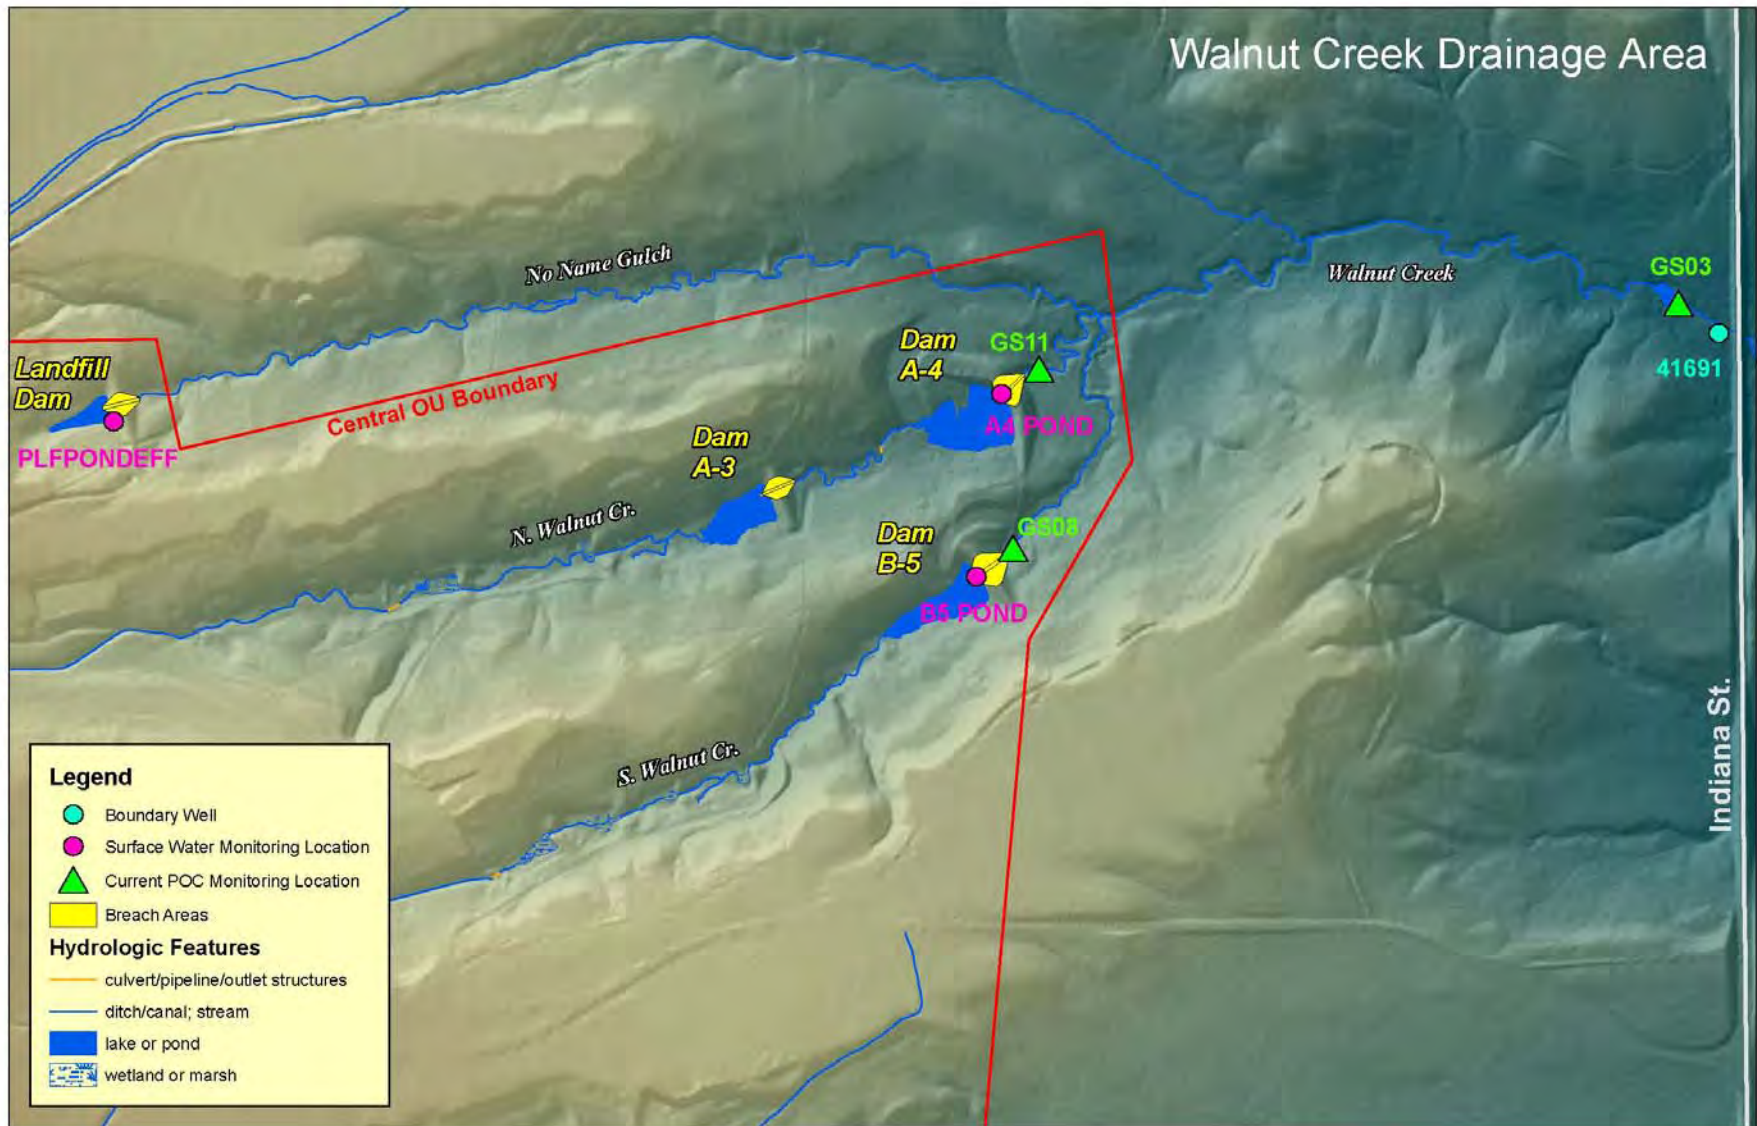 Walnut Creek Drainage Area
No Name Gulch
Walnut Creek
GS03
41691
Landfill
Dam
PLFPONDEFF
Central OU Boundary
Dam
A-4
GS11
A4 POND
Dam
A-3
N. Walnut Cr.
Dam
B-5
GS08
B5 POND
S. Walnut Cr.
Indiana St.
Legend
Boundary Well
Surface Water Monitoring Location
Current POC Monitoring Location
Breach Areas
Hydrologic Features
culvert/pipeline/outlet structures
ditch/canal; stream
lake or pond
wetland or marsh